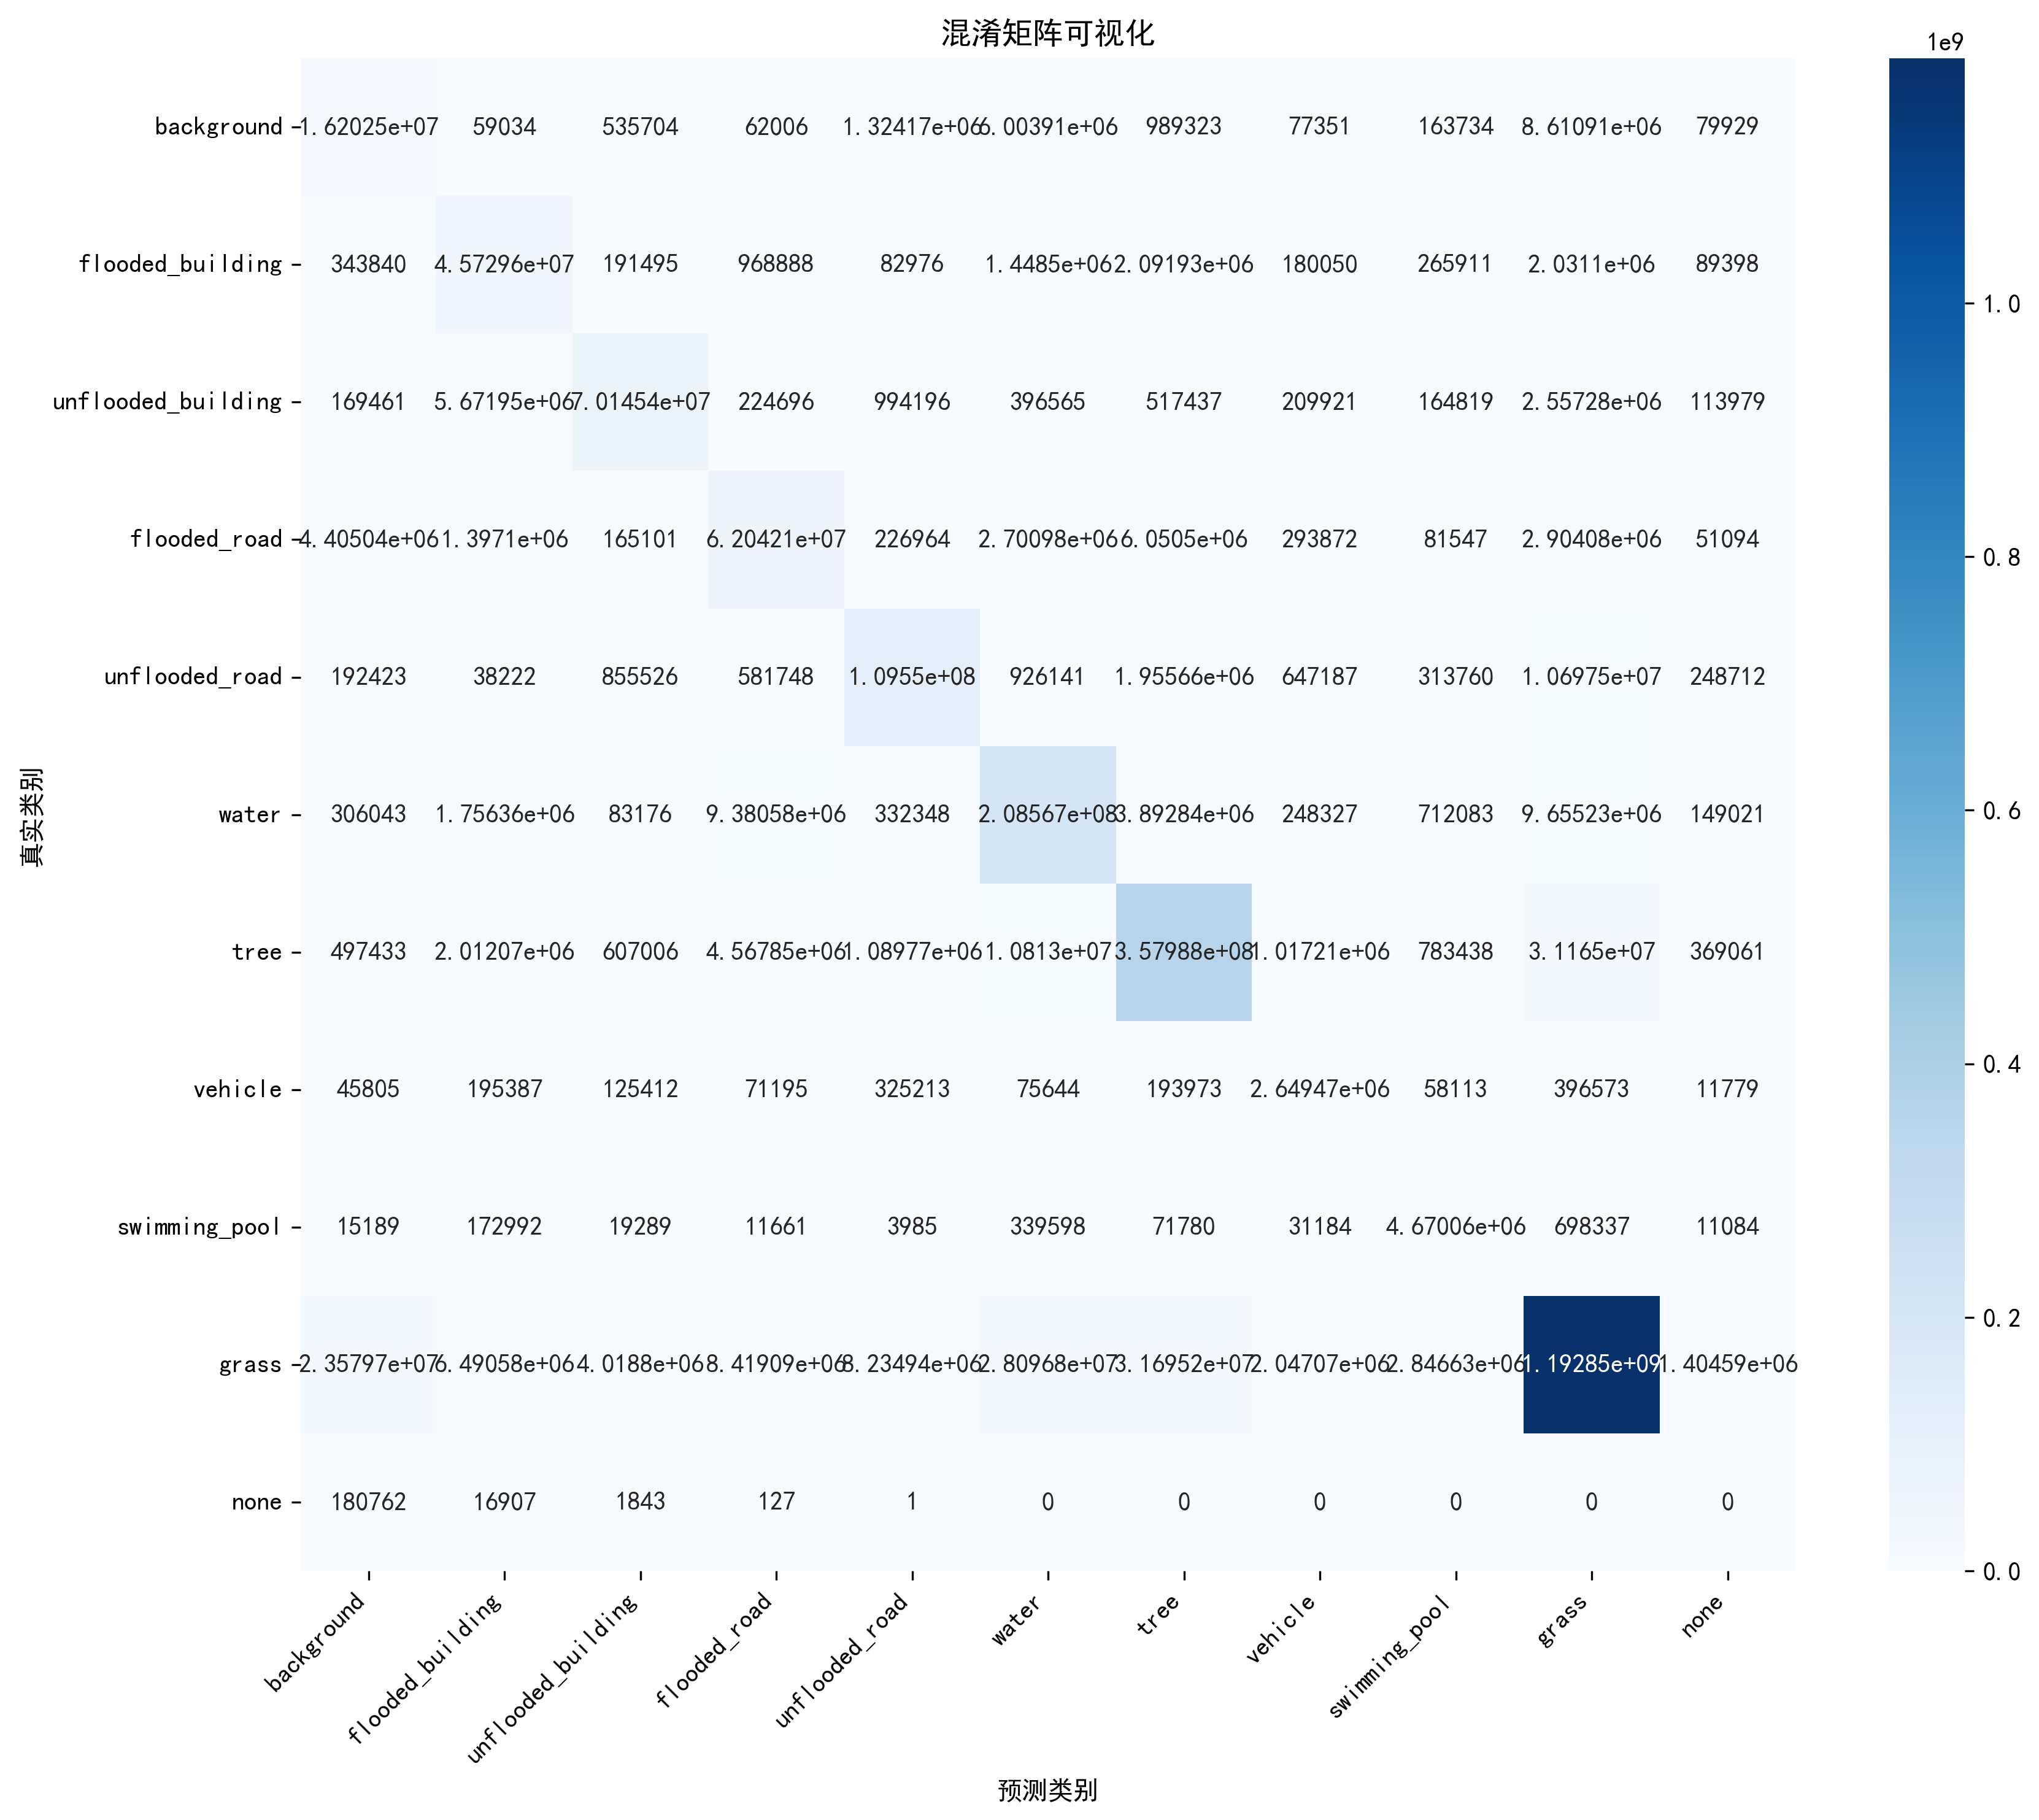 混淆矩阵可视化
1e9
background 1.62025e+07 59034 535704 62006 1.32417e+06 6.00391e+06 989323 77351 163734 8.61091e+06 79929
flooded_building 343840 4.57296e+07 191495 968888 82976 1.4485e+06 2.09193e+06 180050 265911 2.0311e+06 89398
unflooded_building 169461 5.67195e+06 7.01454e+07 224696 994196 396565 517437 209921 164819 2.55728e+06 113979
flooded_road 4.40504e+06 1.3971e+06 165101 6.20421e+07 226964 2.70098e+06 6.0505e+06 293872 81547 2.90408e+06 51094
unflooded_road 192423 38222 855526 581748 1.0955e+08 926141 1.95566e+06 647187 313760 1.06975e+07 248712
water 306043 1.75636e+06 83176 9.38058e+06 332348 2.08567e+08 3.89284e+06 248327 712083 9.65523e+06 149021
tree 497433 2.01207e+06 607006 4.56785e+06 1.08977e+06 1.0813e+07 3.57988e+08 1.01721e+06 783438 3.1165e+07 369061
vehicle 45805 195387 125412 71195 325213 75644 193973 2.64947e+06 58113 396573 11779
swimming_pool 15189 172992 19289 11661 3985 339598 71780 31184 4.67006e+06 698337 11084
grass 2.35797e+07 6.49058e+06 4.0188e+06 8.41909e+06 8.23494e+06 2.80968e+07 3.16952e+07 2.04707e+06 2.84663e+06 1.19285e+09 1.40459e+06
none 180762 16907 1843 127 1 0 0 0 0 0 0
真实类别
background flooded_building unflooded_building flooded_road unflooded_road water tree vehicle swimming_pool grass none
预测类别
1.0
0.8
0.6
0.4
0.2
0.0